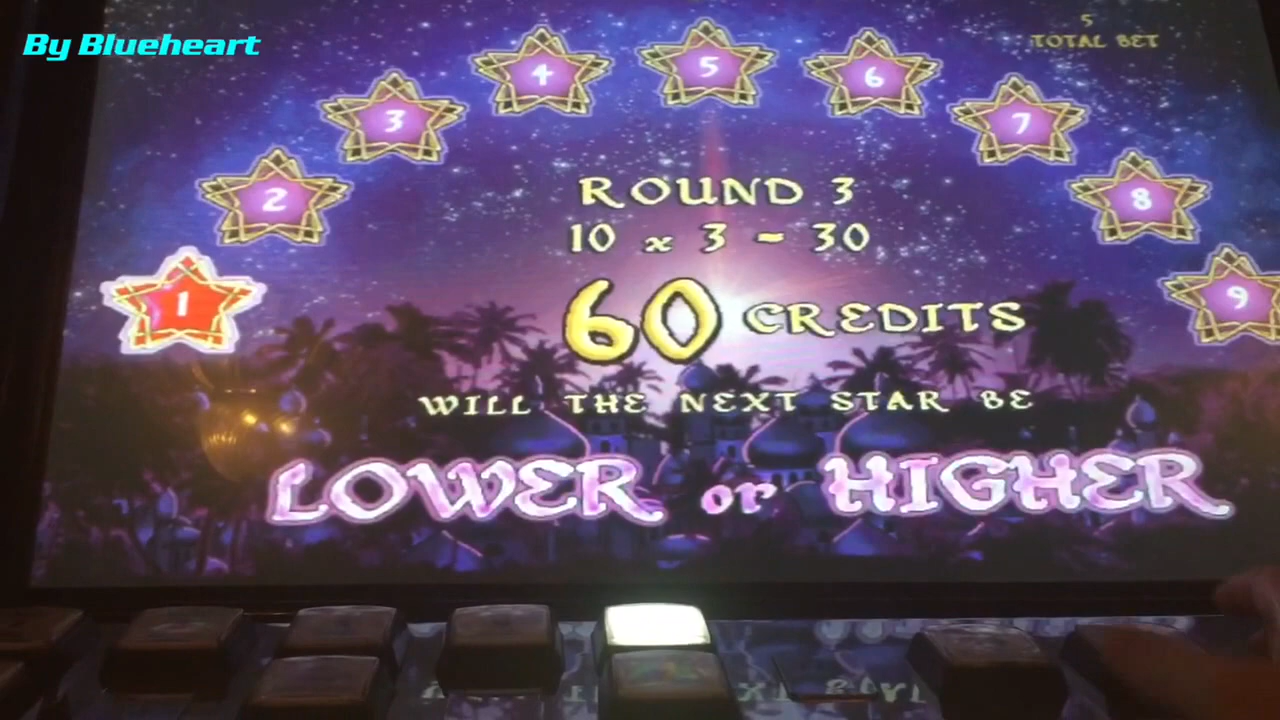 By Blueheart
5
TOTAL BET
1
2
3
4
5
6
7
8
9
ROUND 3
10 x 3 = 30
60 CREDITS
WILL THE NEXT STAR BE
LOWER or HIGHER